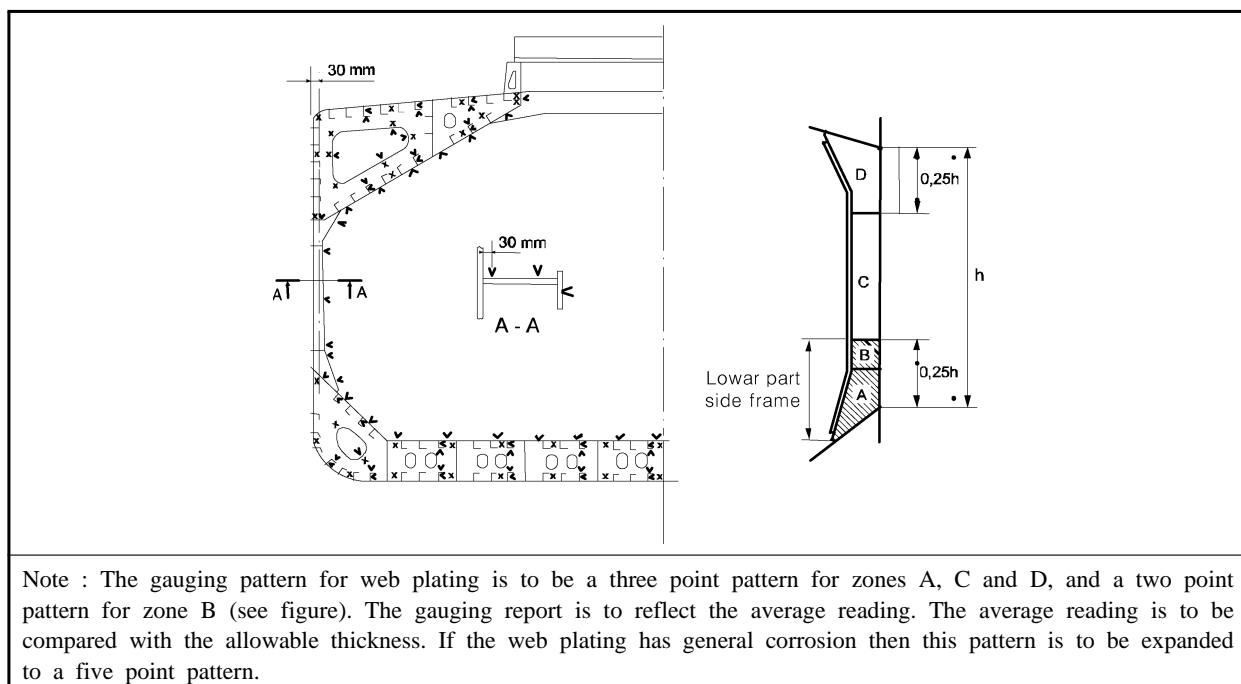 30 mm
30 mm
A
A
A - A
D
0,25h
C
h
B
0,25h
A
Lowar part
side frame
Note : The gauging pattern for web plating is to be a three point pattern for zones A, C and D, and a two point
pattern for zone B (see figure). The gauging report is to reflect the average reading. The average reading is to be
compared with the allowable thickness. If the web plating has general corrosion then this pattern is to be expanded
to a five point pattern.